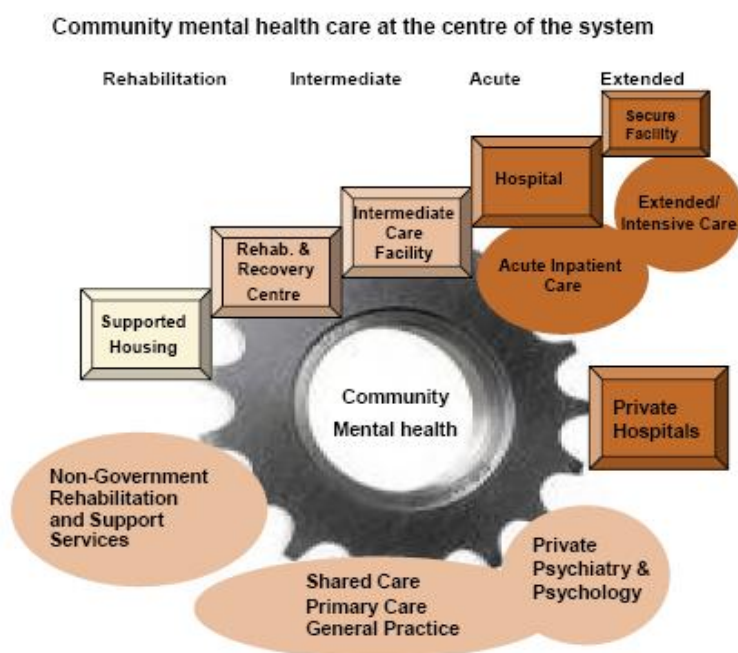 Community mental health care at the centre of the system
Rehabilitation
Intermediate
Acute
Extended
Secure
Facility
Hospital
Extended/
Intensive Care
Intermediate
Care
Facility
Acute Inpatient
Care
Rehab. &
Recovery
Centre
Supported
Housing
Community
Mental health
Private
Hospitals
Non-Government
Rehabilitation
and Support
Services
Shared Care
Primary Care
General Practice
Private
Psychiatry &
Psychology